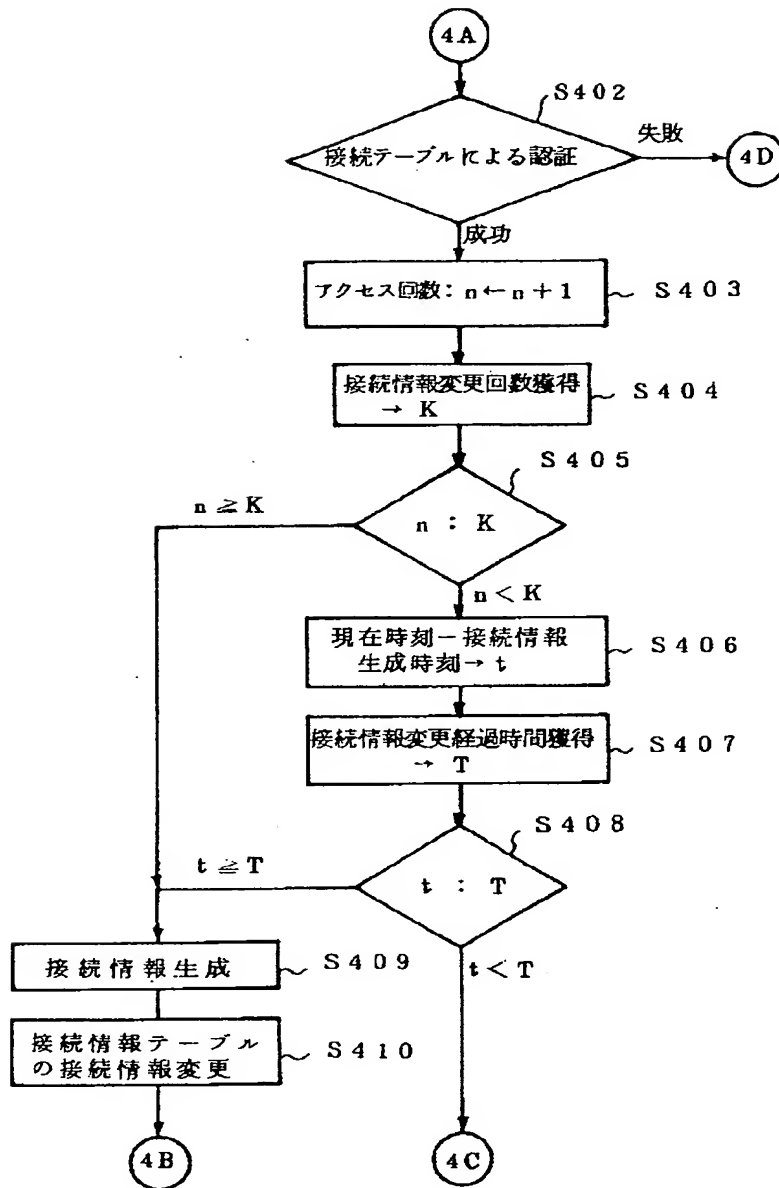 4A
S402
接続テーブルによる認証
失敗
4D
成功
アクセス回数：n←n+1
S403
接続情報変更回数獲得
→ K
S404
S405
n ≧ K
n : K
n < K
現在時刻－接続情報
生成時刻→ t
S406
接続情報変更経過時間獲得
→ T
S407
S408
t ≧ T
t : T
t < T
接続情報生成
S409
接続情報テーブル
の接続情報変更
S410
4B
4C